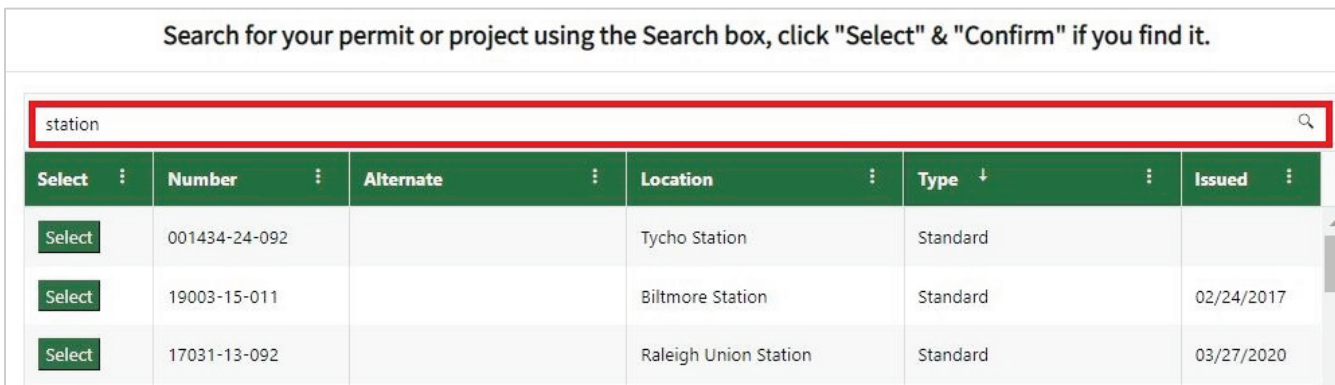 Search for your permit or project using the Search box, click "Select" & "Confirm" if you find it.
station
Select Number Alternate Location Type ↓ Issued
Select 001434-24-092 Tycho Station Standard
Select 19003-15-011 Biltmore Station Standard 02/24/2017
Select 17031-13-092 Raleigh Union Station Standard 03/27/2020